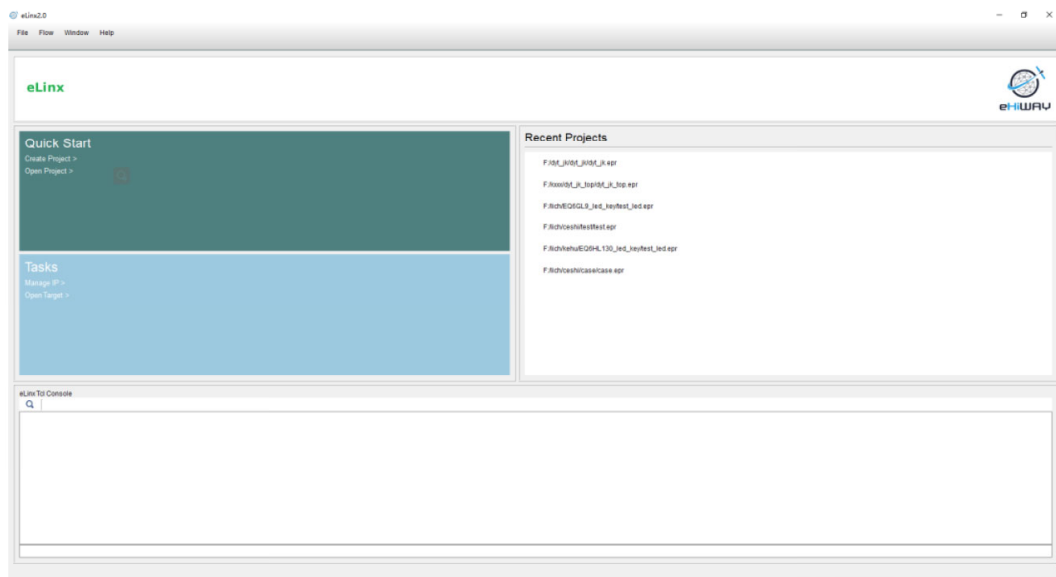 eLinx2.0
File Flow Window Help
eLinx
eHiWAY
Quick Start
Create Project >
Open Project >
Tasks
Manage IP >
Open Target >
Recent Projects
F:/dyt_jk/dyt_jk/dyt_jk.epr
F:/xxx/dyt_jk_top/dyt_jk_top.epr
F:/lich/EQ6GL9_led_key/test_led.epr
F:/lich/ceshi/test/test.epr
F:/lich/kehu/EQ6HL130_led_key/test_led.epr
F:/lich/ceshi/case/case.epr
eLinx Tcl Console